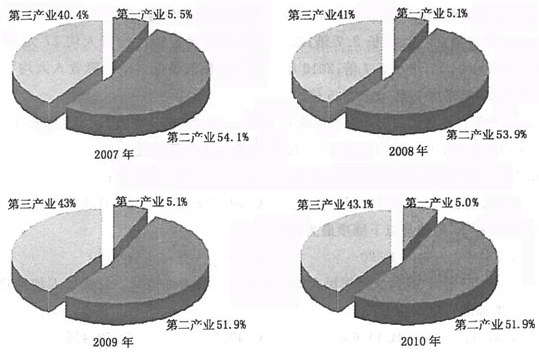 第三产业40.4% 第一产业5.5%
第二产业54.1%
2007年
第三产业41% 第一产业5.1%
第二产业53.9%
2008年
第三产业43% 第一产业5.1%
第二产业51.9%
2009年
第三产业43.1% 第一产业5.0%
第二产业51.9%
2010年